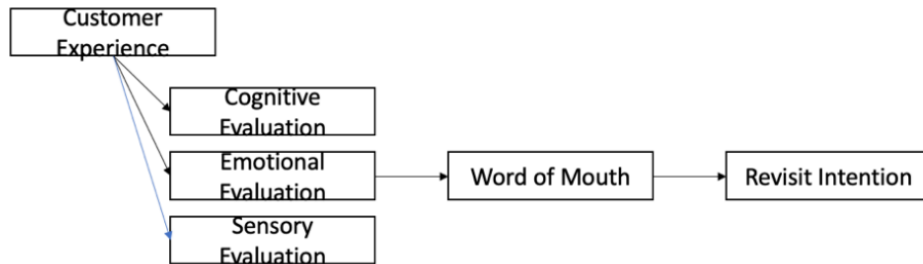 Customer
Experience
Cognitive
Evaluation
Emotional
Evaluation
Word of Mouth
Revisit Intention
Sensory
Evaluation